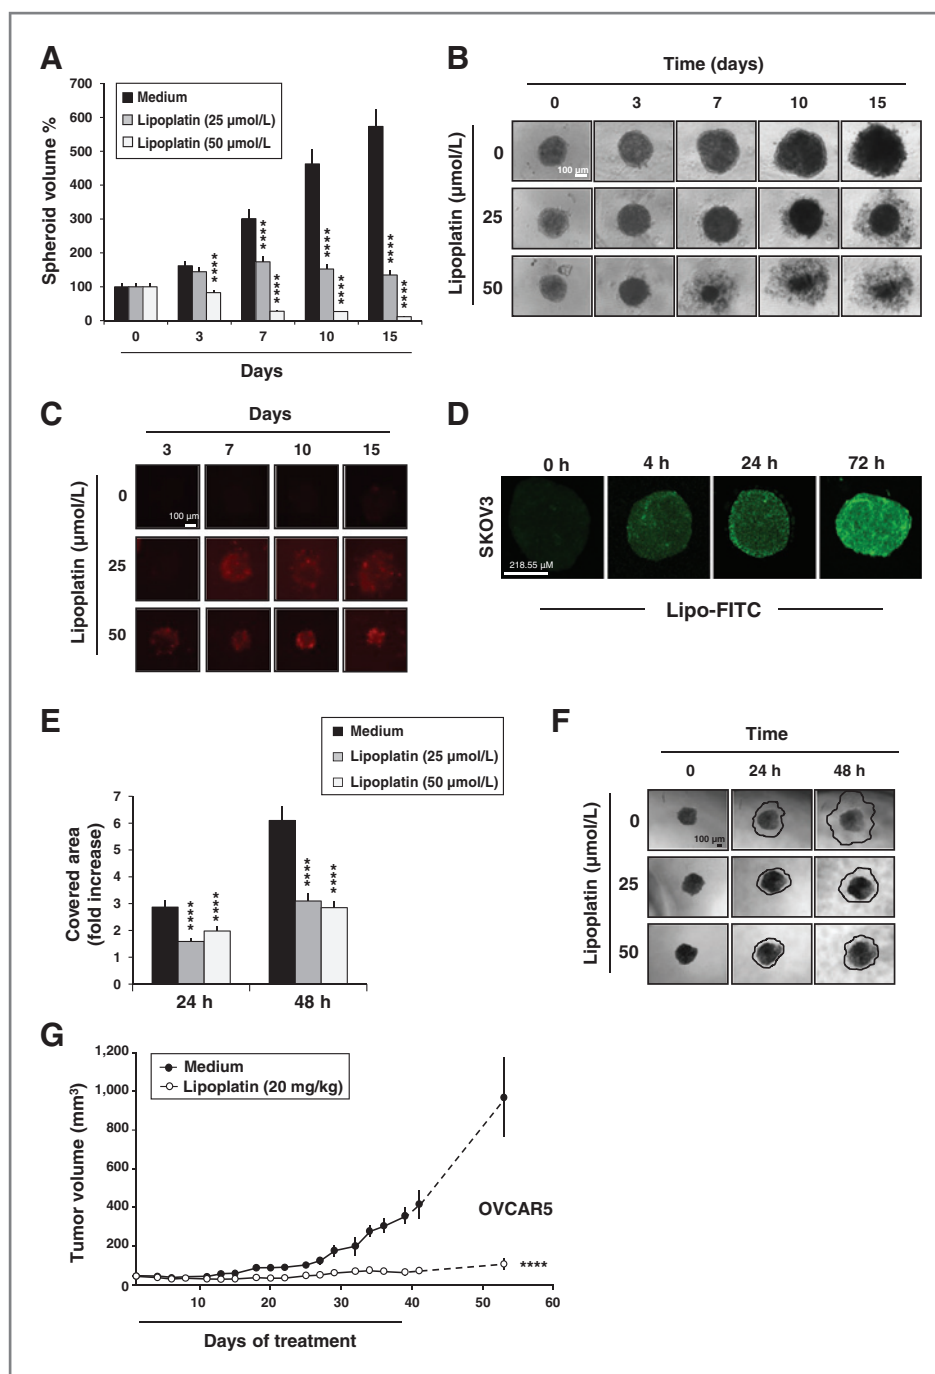 A
Spheroid volume %
700
600
500
400
300
200
100
0
Medium
Lipoplatin (25 µmol/L)
Lipoplatin (50 µmol/L
****
****
****
****
****
****
****
0 3 7 10 15
Days
B
Time (days)
0 3 7 10 15
Lipoplatin (µmol/L)
0
25
50
100 µm
C
Days
3 7 10 15
Lipoplatin (µmol/L)
0
25
50
100 µm
D
0 h 4 h 24 h 72 h
SKOV3
218.55 µM
Lipo-FITC
E
Medium
Lipoplatin (25 µmol/L)
Lipoplatin (50 µmol/L)
Covered area
(fold increase)
7
6
5
4
3
2
1
0
****
****
****
****
24 h 48 h
F
Time
0 24 h 48 h
Lipoplatin (µmol/L)
0
25
50
100 µm
G
Tumor volume (mm³)
1,200
1,000
800
600
400
200
0
Medium
Lipoplatin (20 mg/kg)
OVCAR5
****
10 20 30 40 50 60
Days of treatment